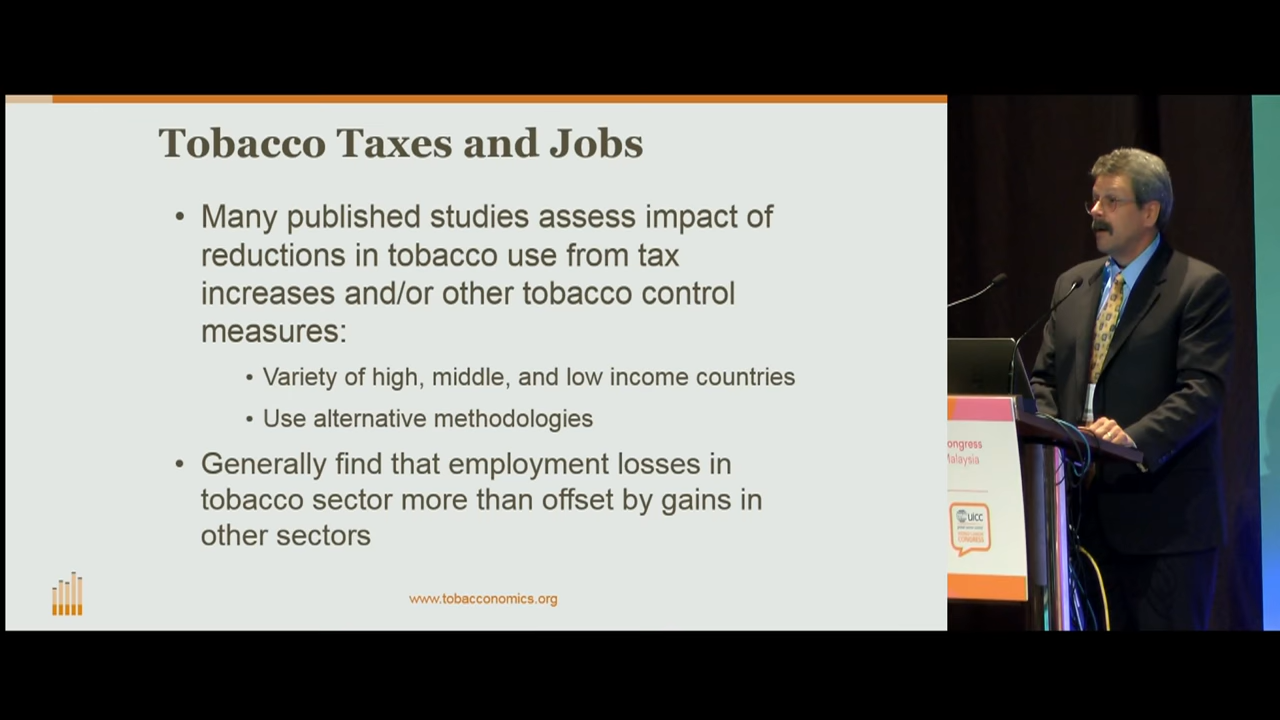 Tobacco Taxes and Jobs
• Many published studies assess impact of
reductions in tobacco use from tax
increases and/or other tobacco control
measures:
• Variety of high, middle, and low income countries
• Use alternative methodologies
• Generally find that employment losses in
tobacco sector more than offset by gains in
other sectors
www.tobacconomics.org
ongress
Malaysia
uicc
CONGRESS